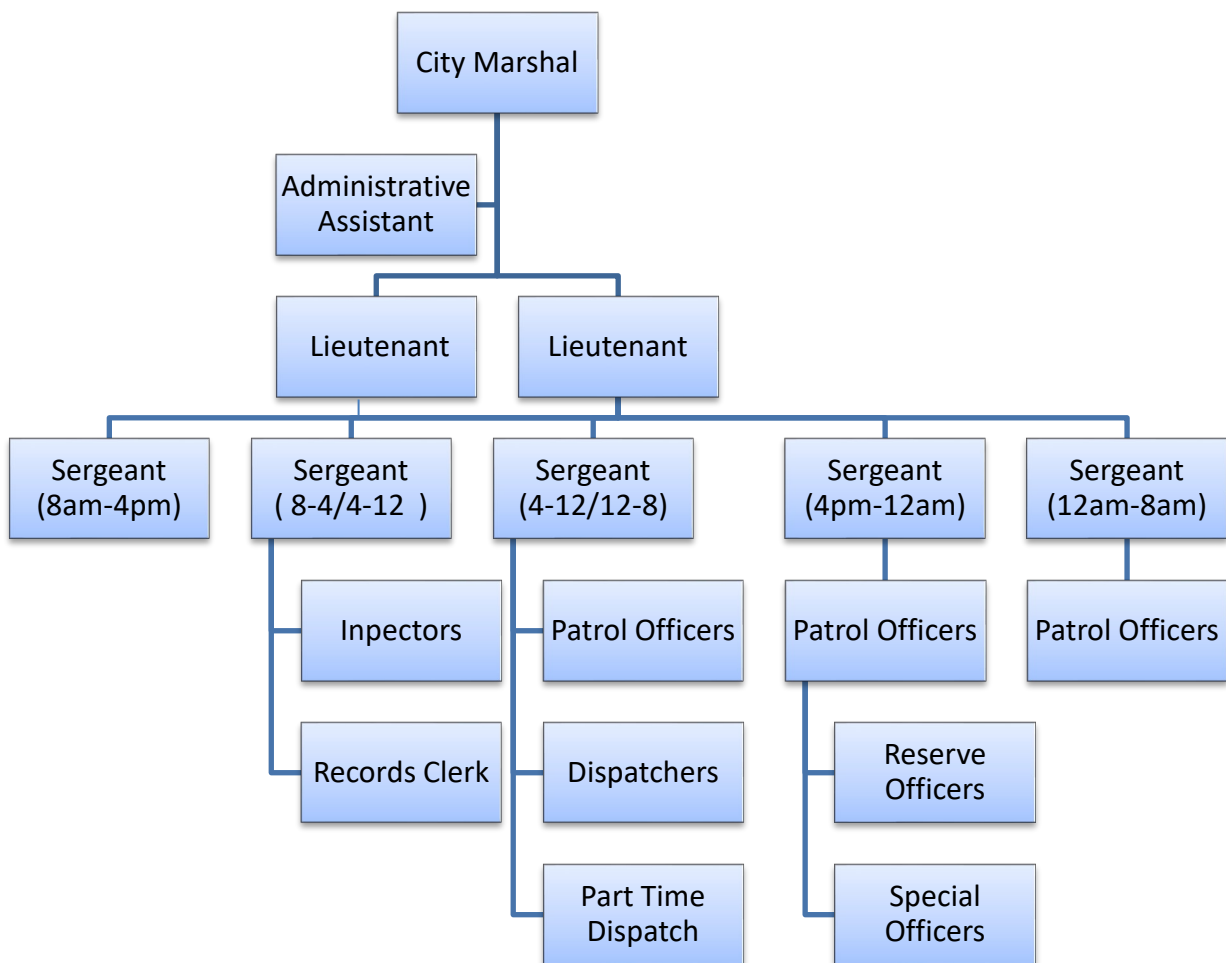 City Marshal
Administrative
Assistant
Lieutenant
Lieutenant
Sergeant
(8am-4pm)
Sergeant
( 8-4/4-12  )
Sergeant
(4-12/12-8)
Sergeant
(4pm-12am)
Sergeant
(12am-8am)
Inpectors
Patrol Officers
Patrol Officers
Patrol Officers
Records Clerk
Dispatchers
Reserve
Officers
Part Time
Dispatch
Special
Officers